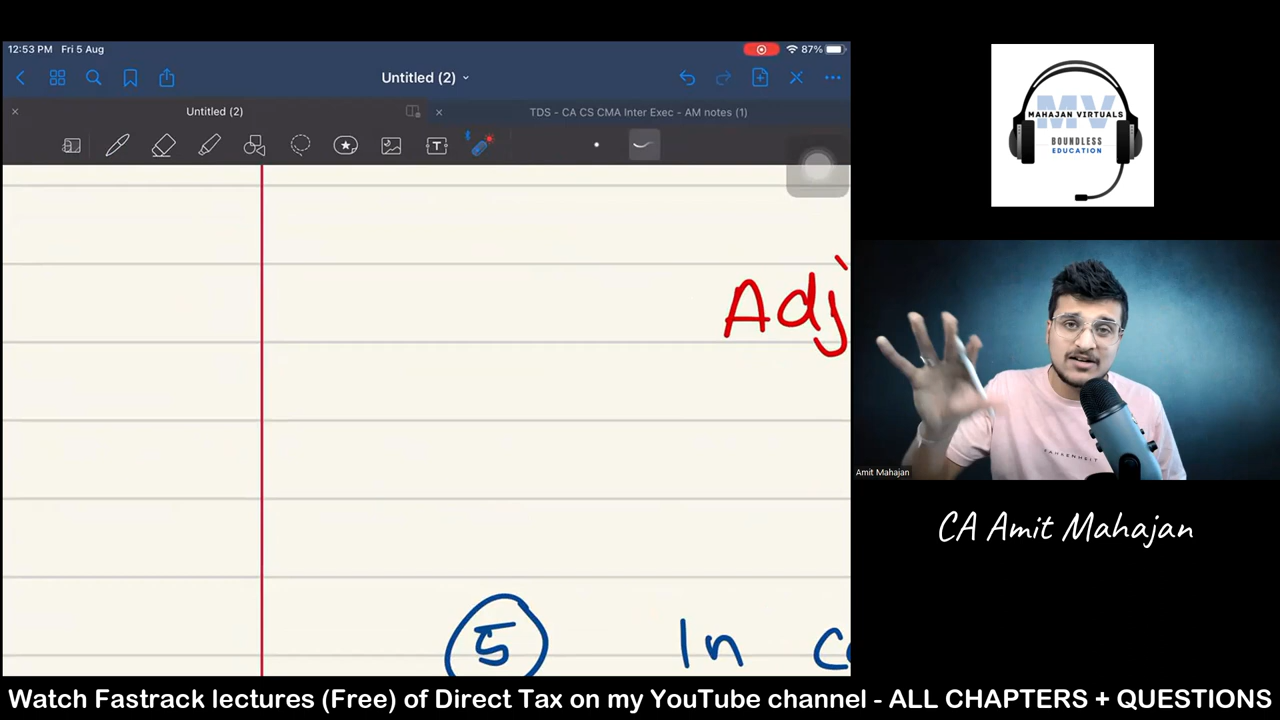 12:53 PM Fri 5 Aug
87%
Untitled (2)
Untitled (2)
TDS - CA CS CMA Inter Exec - AM notes (1)
T
Adj
5 In
MV
MAHAJAN VIRTUALS
BOUNDLESS
EDUCATION
FAHRENHEIT
Amit Mahajan
CA Amit Mahajan
Watch Fastrack lectures (Free) of Direct Tax on my YouTube channel - ALL CHAPTERS + QUESTIONS